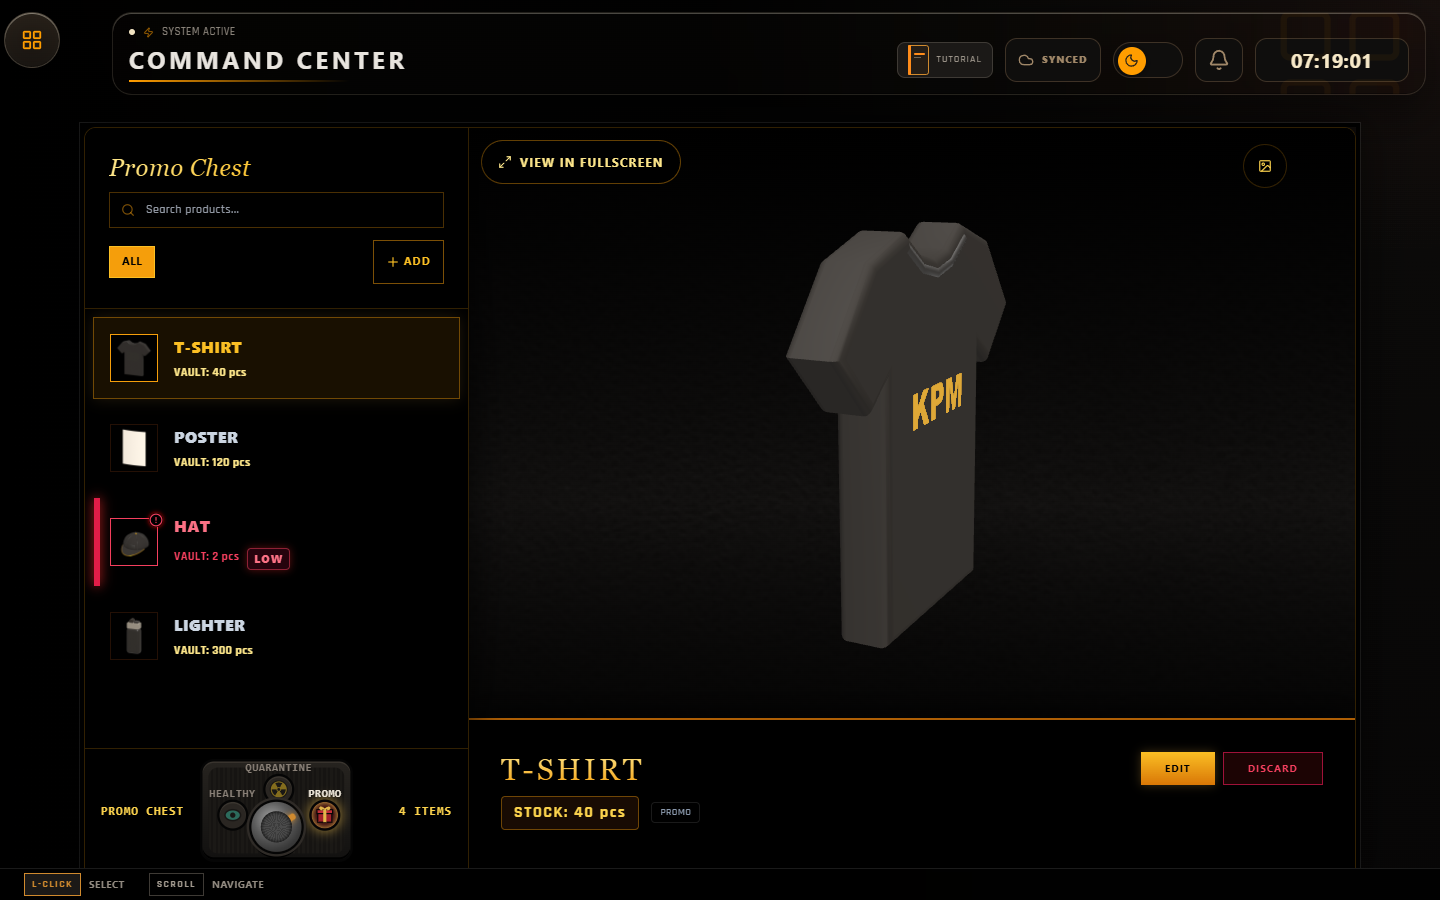 SYSTEM ACTIVE
COMMAND CENTER
TUTORIAL
SYNCED
07:19:01
Promo Chest
Search products...
ALL
ADD
T-SHIRT
VAULT: 40 pcs
POSTER
VAULT: 120 pcs
HAT
VAULT: 2 pcs LOW
LIGHTER
VAULT: 300 pcs
VIEW IN FULLSCREEN
KPM
T-SHIRT
STOCK: 40 pcs
PROMO
EDIT
DISCARD
QUARANTINE
HEALTHY
PROMO
PROMO CHEST
4 ITEMS
L-CLICK SELECT
SCROLL NAVIGATE